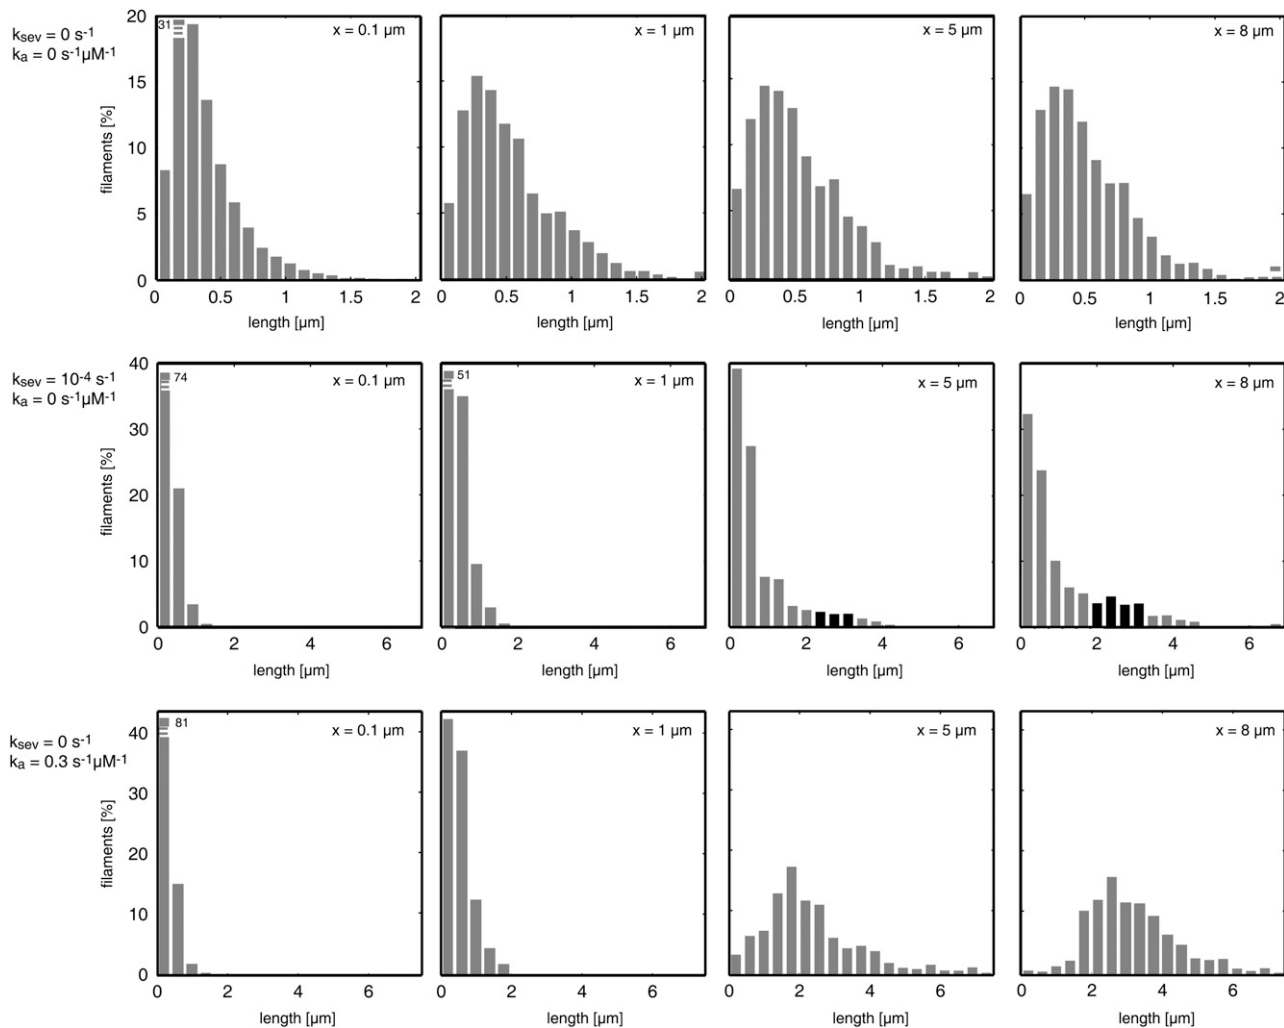 k_sev = 0 s⁻¹
k_a = 0 s⁻¹µM⁻¹
filaments [%]
20
15
10
5
0
31
x = 0.1 µm
0 0.5 1 1.5 2
length [µm]
x = 1 µm
0 0.5 1 1.5 2
length [µm]
x = 5 µm
0 0.5 1 1.5 2
length [µm]
x = 8 µm
0 0.5 1 1.5 2
length [µm]
k_sev = 10⁻⁴ s⁻¹
k_a = 0 s⁻¹µM⁻¹
filaments [%]
40
30
20
10
0
74
x = 0.1 µm
0 2 4 6
length [µm]
51
x = 1 µm
0 2 4 6
length [µm]
x = 5 µm
0 2 4 6
length [µm]
x = 8 µm
0 2 4 6
length [µm]
k_sev = 0 s⁻¹
k_a = 0.3 s⁻¹µM⁻¹
filaments [%]
40
30
20
10
0
81
x = 0.1 µm
0 2 4 6
length [µm]
x = 1 µm
0 2 4 6
length [µm]
x = 5 µm
0 2 4 6
length [µm]
x = 8 µm
0 2 4 6
length [µm]